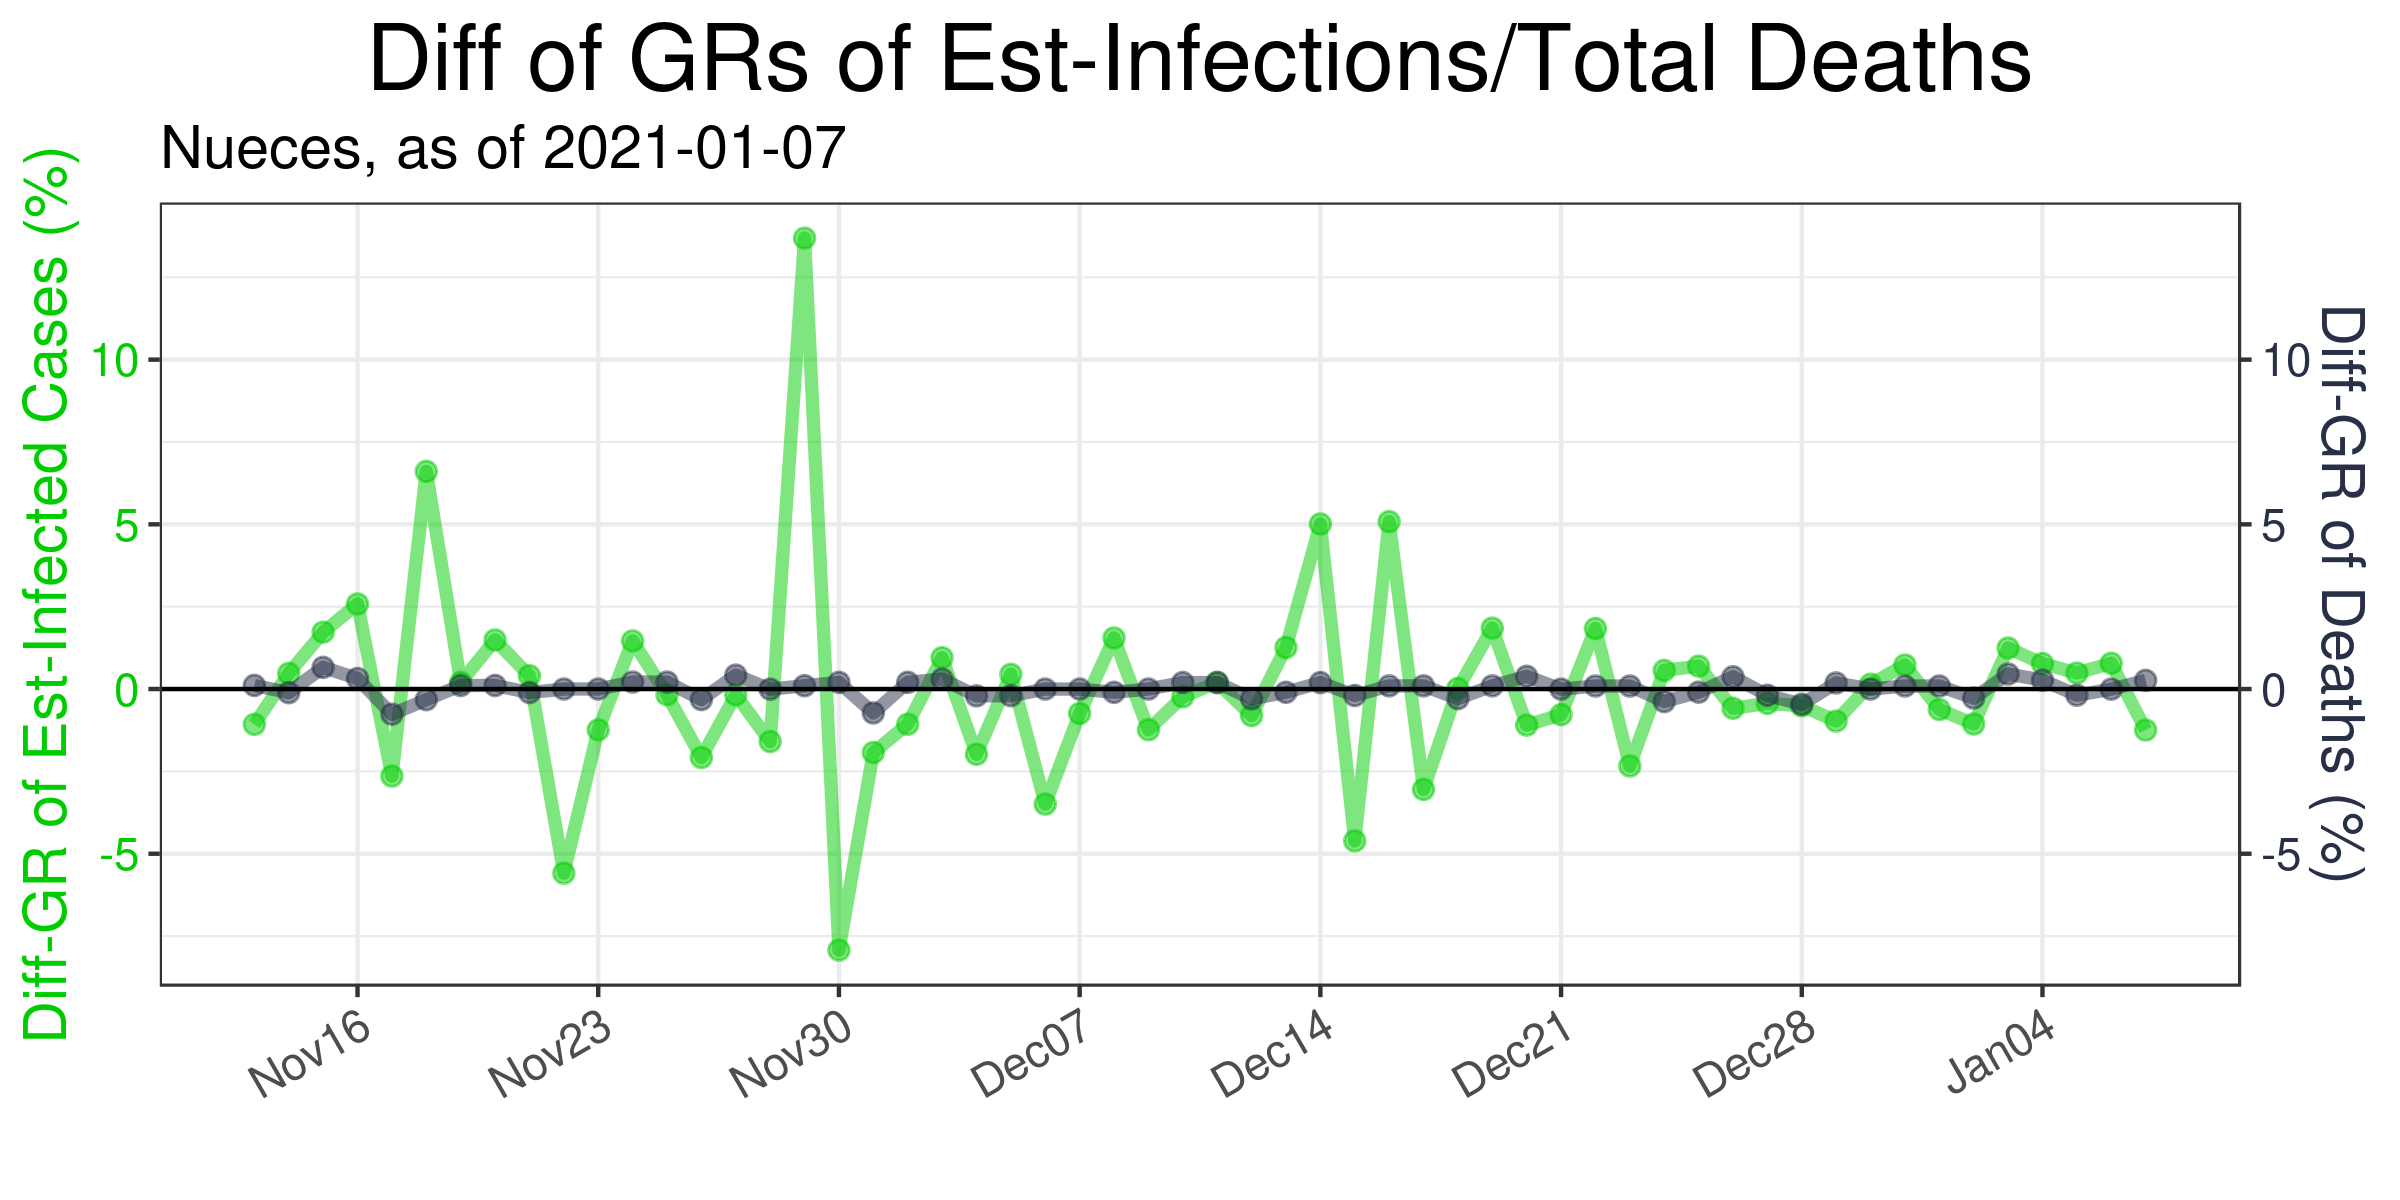 Diff of GRs of Est-Infections/Total Deaths
Nueces, as of 2021-01-07
Diff-GR of Est-Infected Cases (%)
10
5
0
-5
10
5
0
-5
Diff-GR of Deaths (%)
Nov16
Nov23
Nov30
Dec07
Dec14
Dec21
Dec28
Jan04